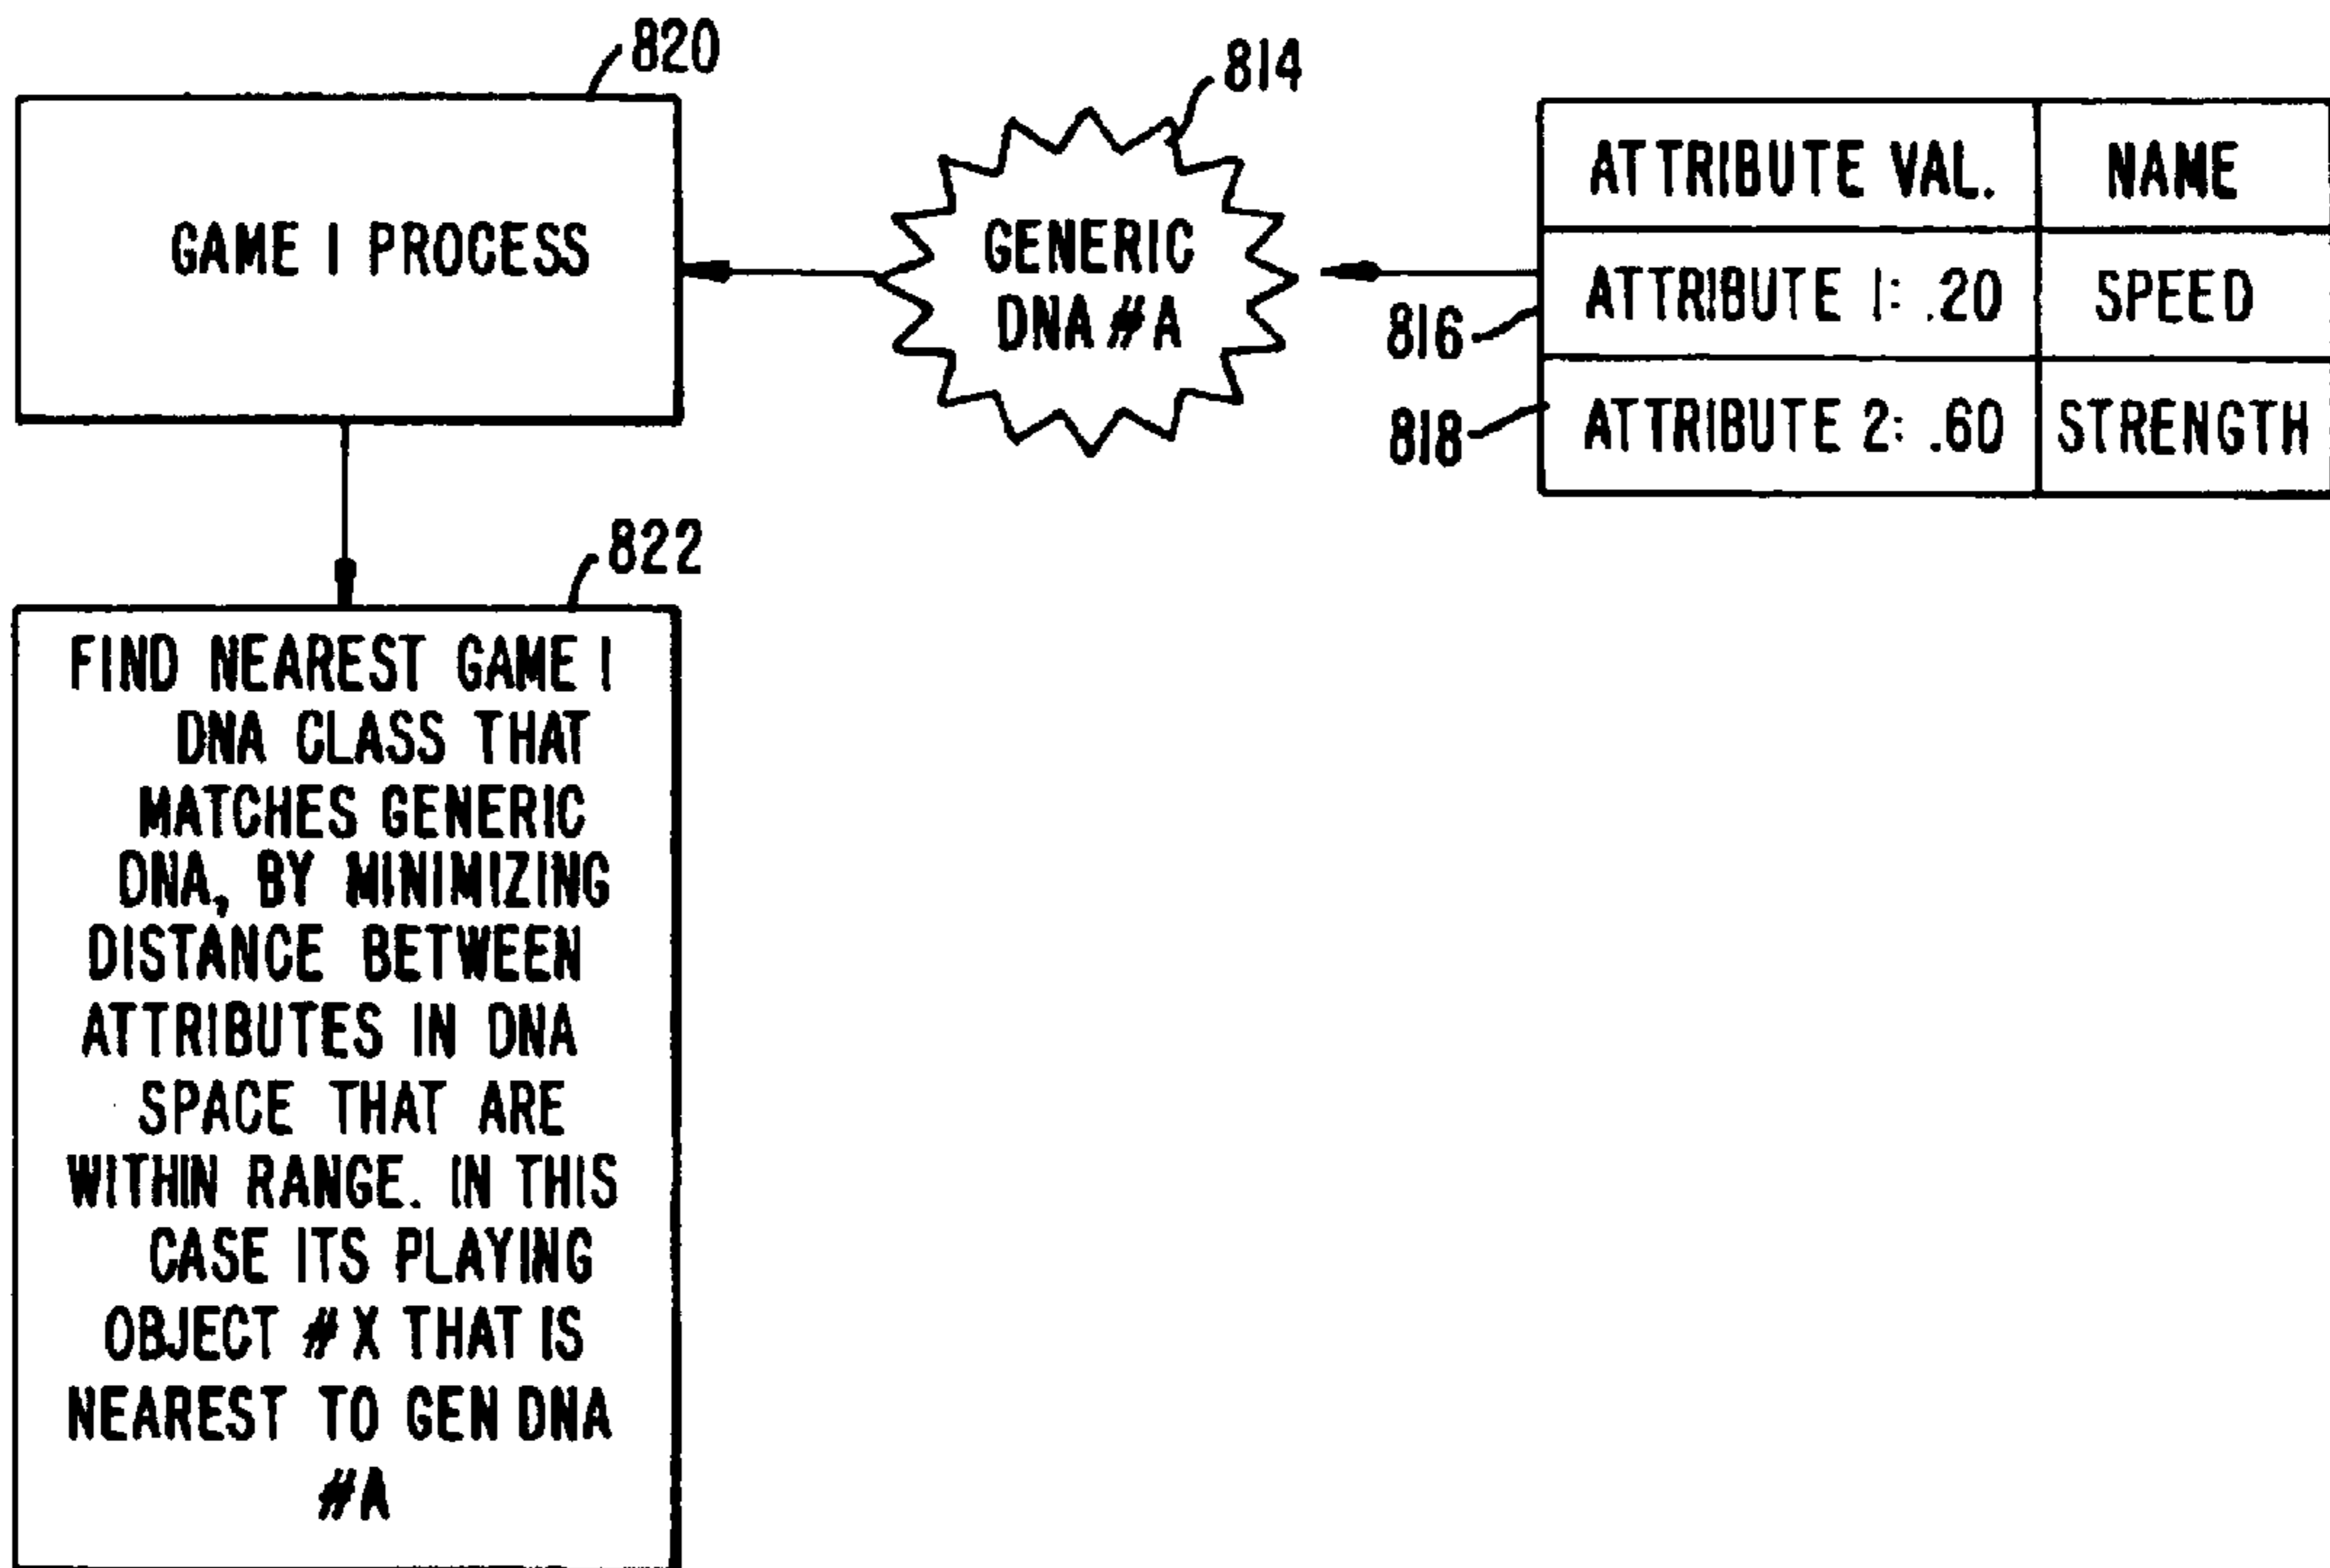 820
GAME 1 PROCESS
814
GENERIC
DNA #A
ATTRIBUTE VAL. NAME
816
ATTRIBUTE 1: .20 SPEED
818
ATTRIBUTE 2: .60 STRENGTH
822
FIND NEAREST GAME 1
DNA CLASS THAT
MATCHES GENERIC
DNA, BY MINIMIZING
DISTANCE BETWEEN
ATTRIBUTES IN DNA
SPACE THAT ARE
WITHIN RANGE. IN THIS
CASE ITS PLAYING
OBJECT #X THAT IS
NEAREST TO GEN DNA
#A